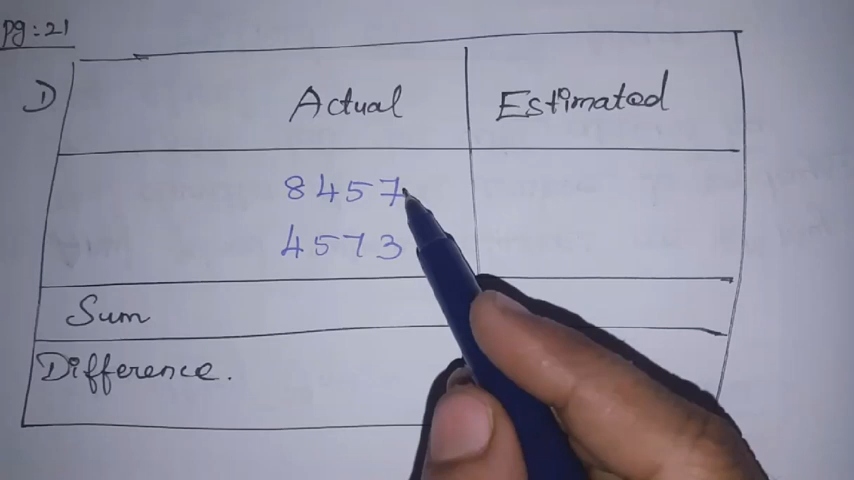 pg: 21
1) Actual Estimated
8457
4573
Sum
Difference.